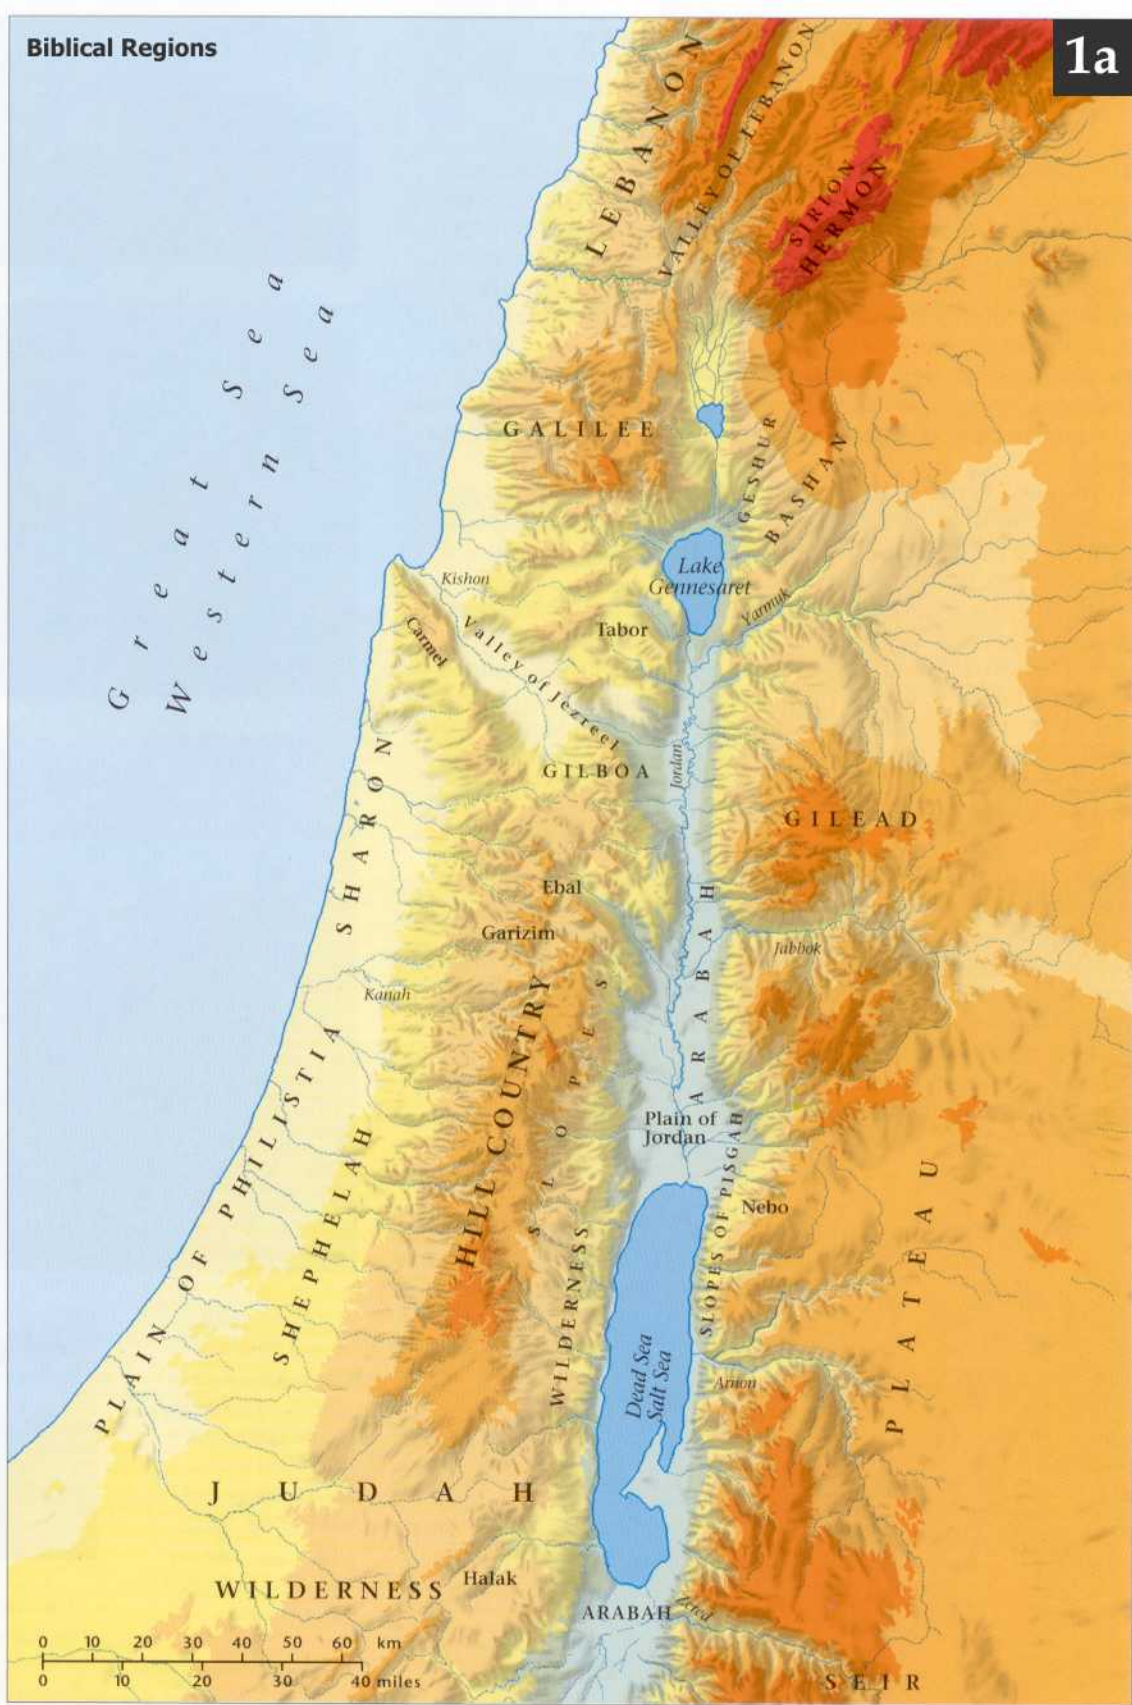 Biblical Regions
1a
LEBANON
VALLEY OF LEBANON
SIRION
HERMON
Great Sea
Western Sea
GALILEE
GESHUR
BASHAN
Lake
Gennesaret
Kishon
Yarmuk
Carmel
Tabor
Valley of Jezreel
GILBOA
Jordan
SHARON
GILEAD
Ebal
Garizim
ARABAH
Jabbok
Kanah
HILL COUNTRY
SLOPES
PLAIN OF PHILISTIA
SHEPHELAH
Plain of
Jordan
SLOPES OF PISGAH
Nebo
PLATEAU
WILDERNESS
Dead Sea
Salt Sea
Arnon
JUDAH
WILDERNESS
Halak
ARABAH
Zered
SEIR
0 10 20 30 40 50 60 km
0 10 20 30 40 miles